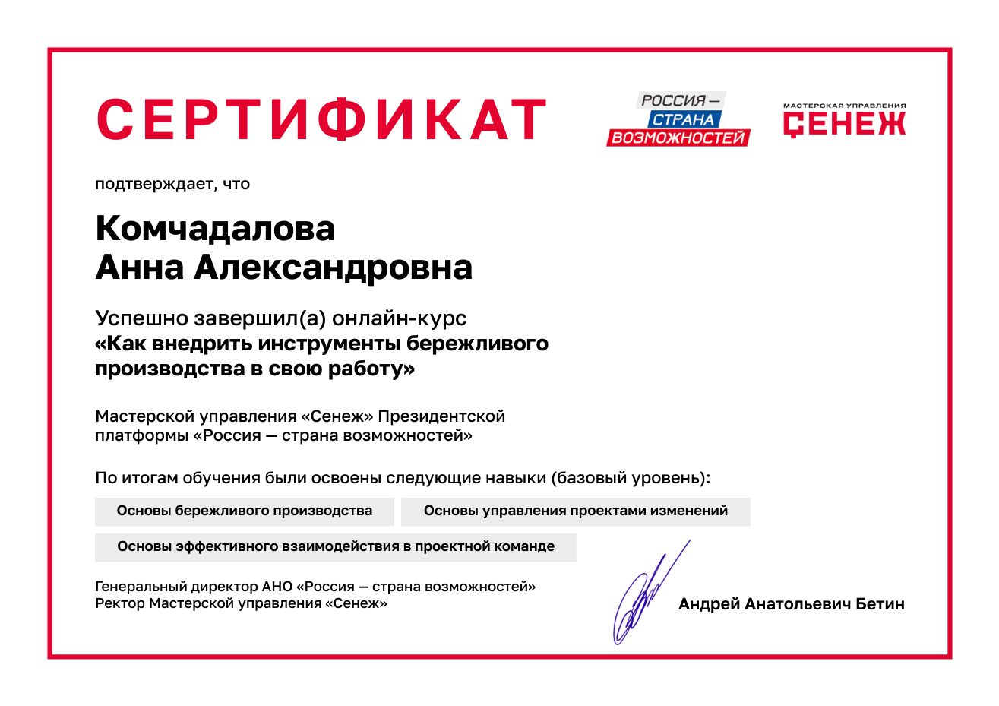 СЕРТИФИКАТ
РОССИЯ —
СТРАНА
ВОЗМОЖНОСТЕЙ
МАСТЕРСКАЯ УПРАВЛЕНИЯ
СЕНЕЖ
подтверждает, что
Комчадалова
Анна Александровна
Успешно завершил(а) онлайн-курс
«Как внедрить инструменты бережливого
производства в свою работу»
Мастерской управления «Сенеж» Президентской
платформы «Россия — страна возможностей»
По итогам обучения были освоены следующие навыки (базовый уровень):
Основы бережливого производства
Основы управления проектами изменений
Основы эффективного взаимодействия в проектной команде
Генеральный директор АНО «Россия — страна возможностей»
Ректор Мастерской управления «Сенеж»
Андрей Анатольевич Бетин